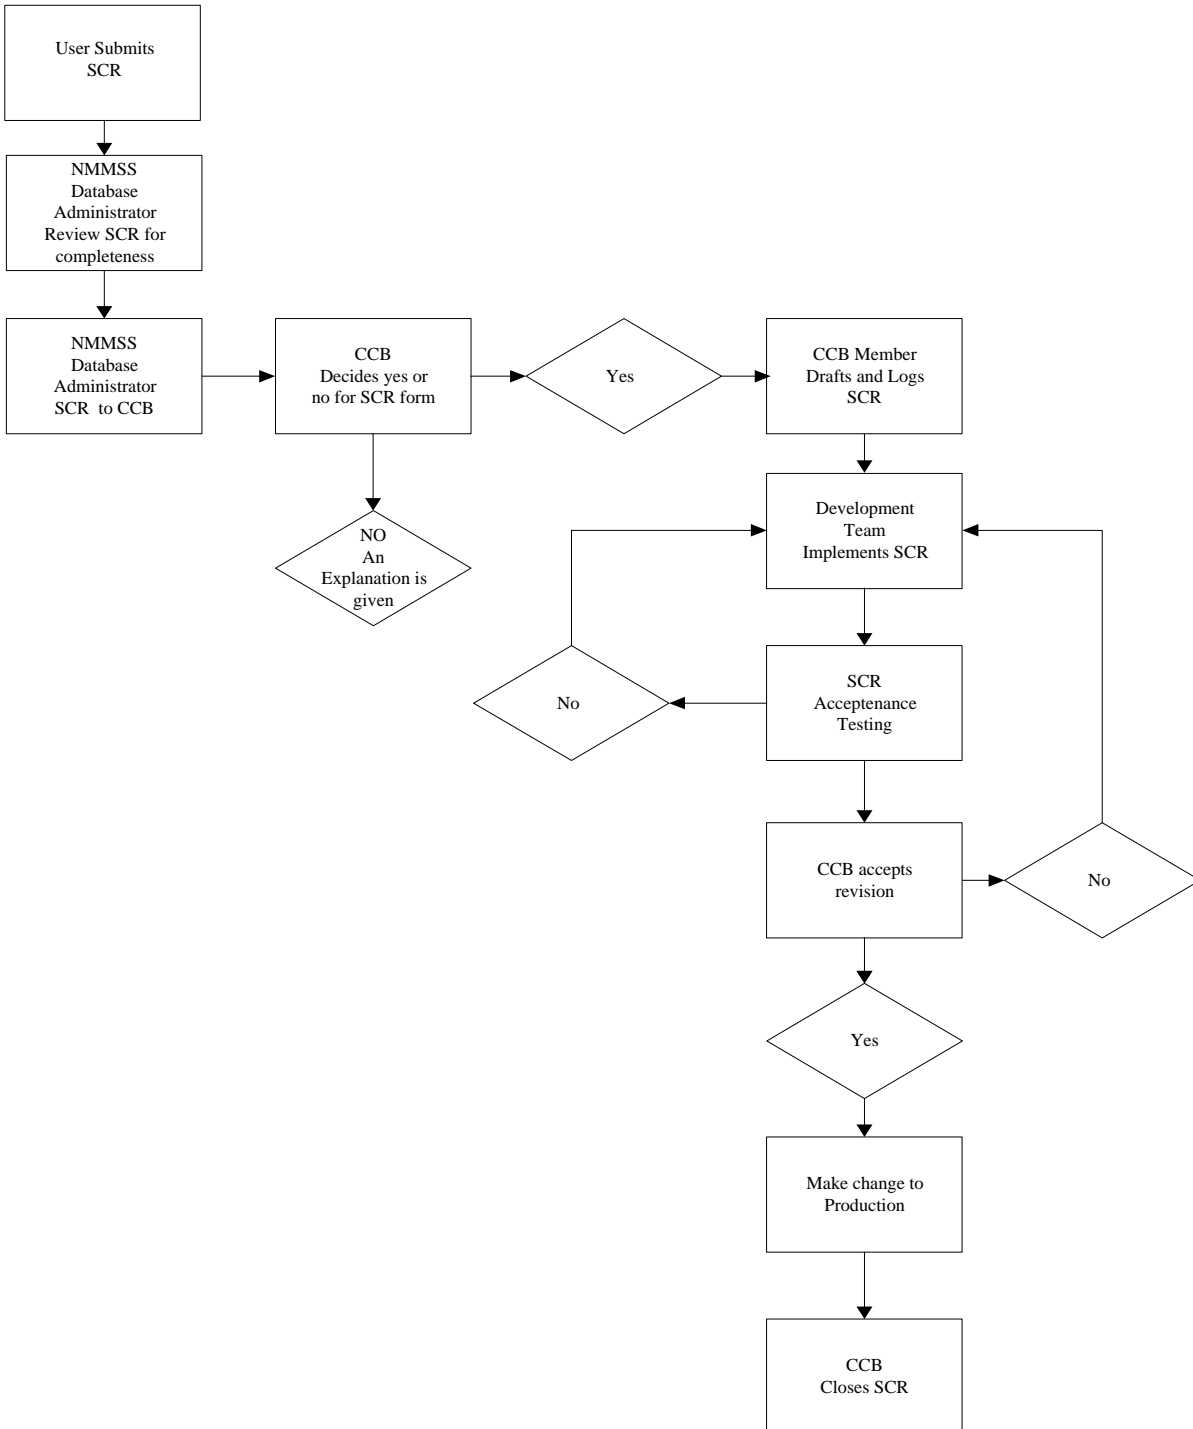 User Submits
SCR
NMMSS
Database
Administrator
Review SCR for
completeness
NMMSS
Database
Administrator
SCR to CCB
CCB
Decides yes or
no for SCR form
Yes
CCB Member
Drafts and Logs
SCR
NO
An
Explanation is
given
Development
Team
Implements SCR
No
SCR
Acceptenance
Testing
CCB accepts
revision
No
Yes
Make change to
Production
CCB
Closes SCR